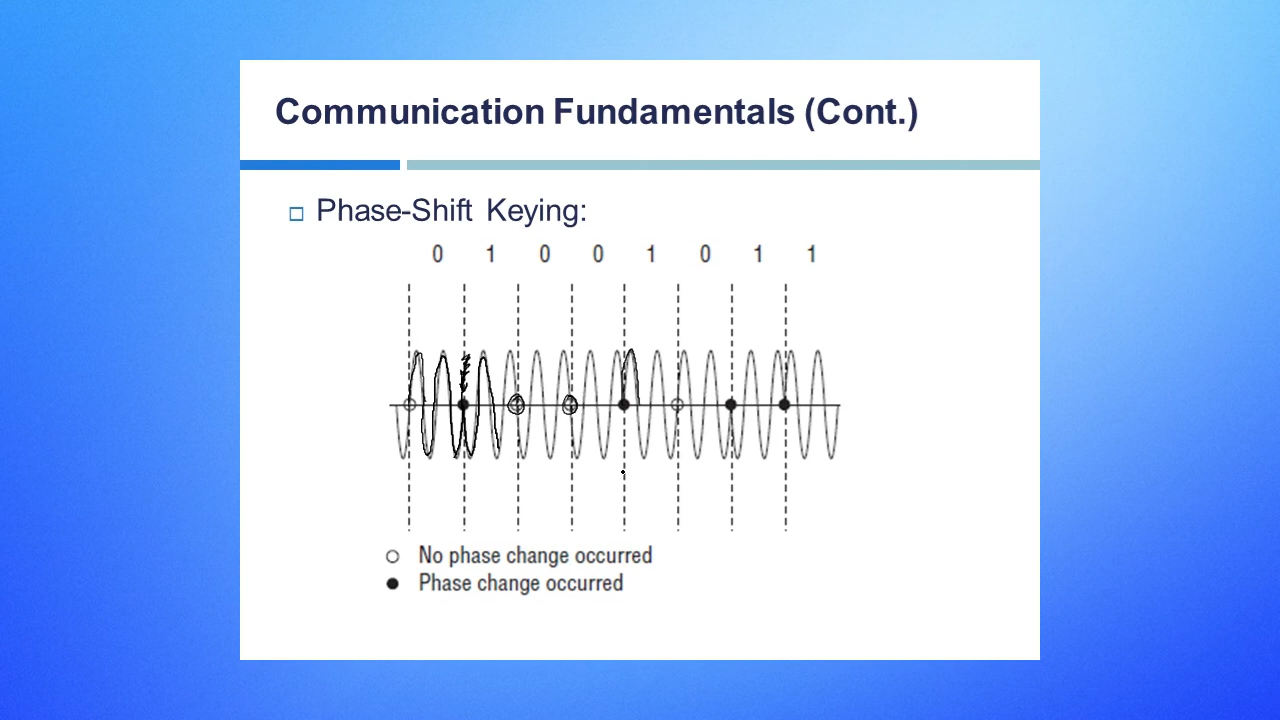 Communication Fundamentals (Cont.)
Phase-Shift Keying:
0 1 0 0 1 0 1 1
No phase change occurred
Phase change occurred